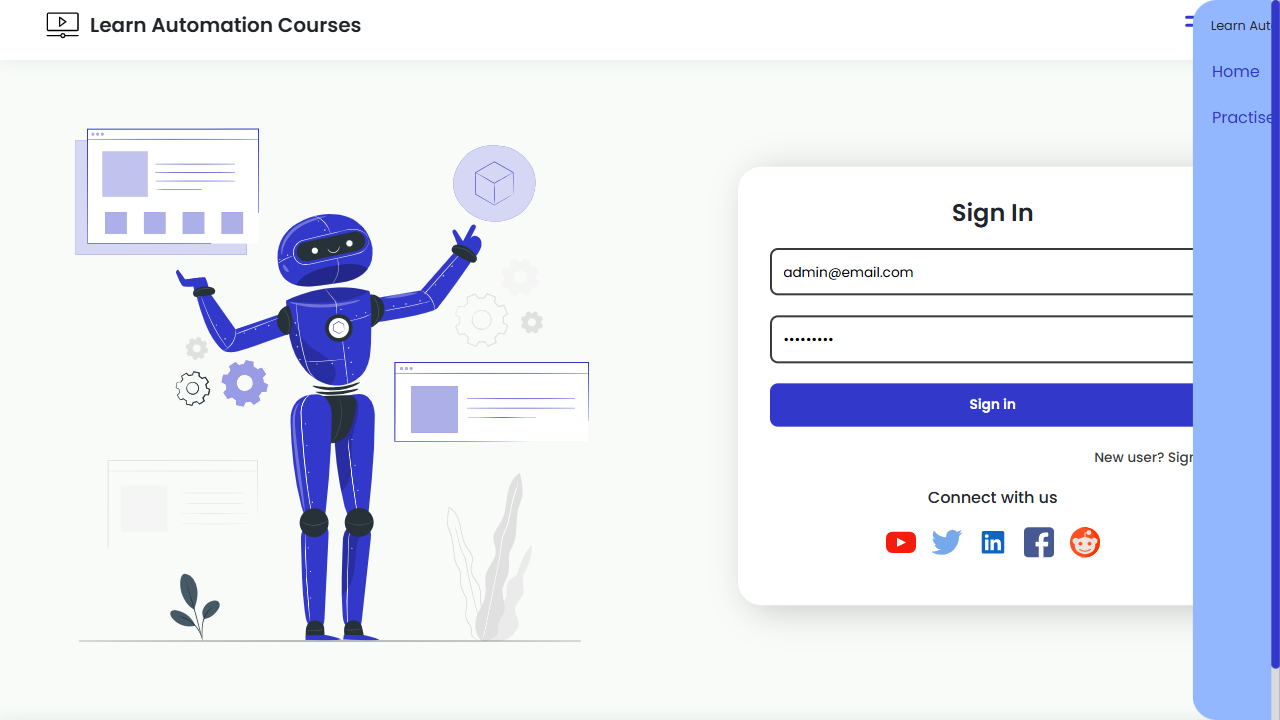 Learn Automation Courses
Learn Aut
Home
Practise
Sign In
admin@email.com
•••••••••
Sign in
New user? Sign
Connect with us
in